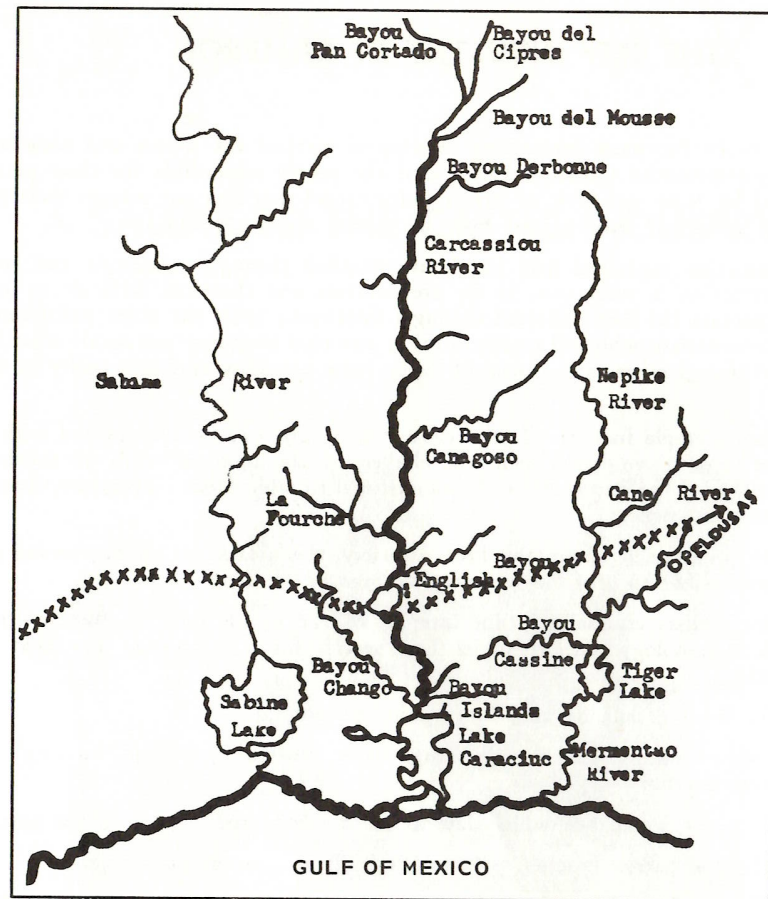 Bayou
Pan Cortado
Bayou del
Cipres
Bayou del Mousse
Bayou Derbonne
Carcassiou
River
Sabine River
Nepike
River
Bayou
Canagoso
La
Fourche
Cane River
OPELOUSAS
English Bayou
Bayou
Cassine
Bayou
Chango
Tiger
Lake
Sabine
Lake
Bayou
Islands
Lake
Caraciuc
Mermentao
River
GULF OF MEXICO